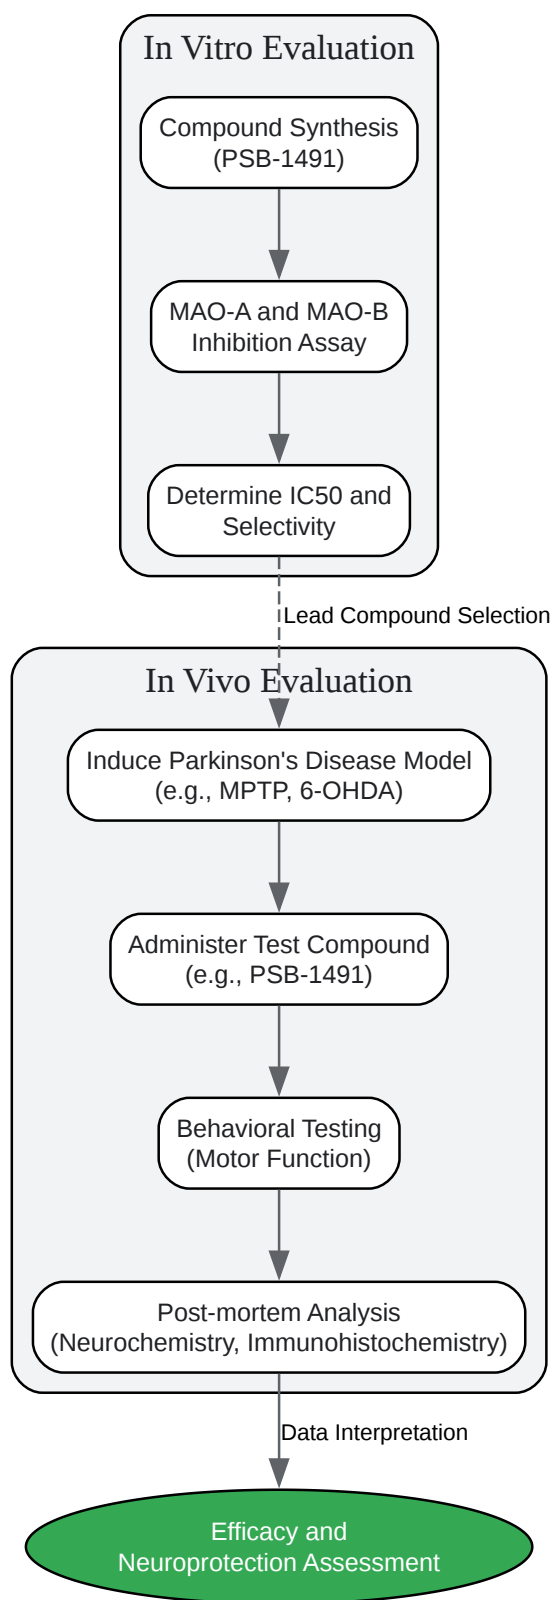 In Vitro Evaluation
Compound Synthesis
(PSB-1491)
MAO-A and MAO-B
Inhibition Assay
Determine IC50 and
Selectivity
Lead Compound Selection
In Vivo Evaluation
Induce Parkinson's Disease Model
(e.g., MPTP, 6-OHDA)
Administer Test Compound
(e.g., PSB-1491)
Behavioral Testing
(Motor Function)
Post-mortem Analysis
(Neurochemistry, Immunohistochemistry)
Data Interpretation
Efficacy and
Neuroprotection Assessment